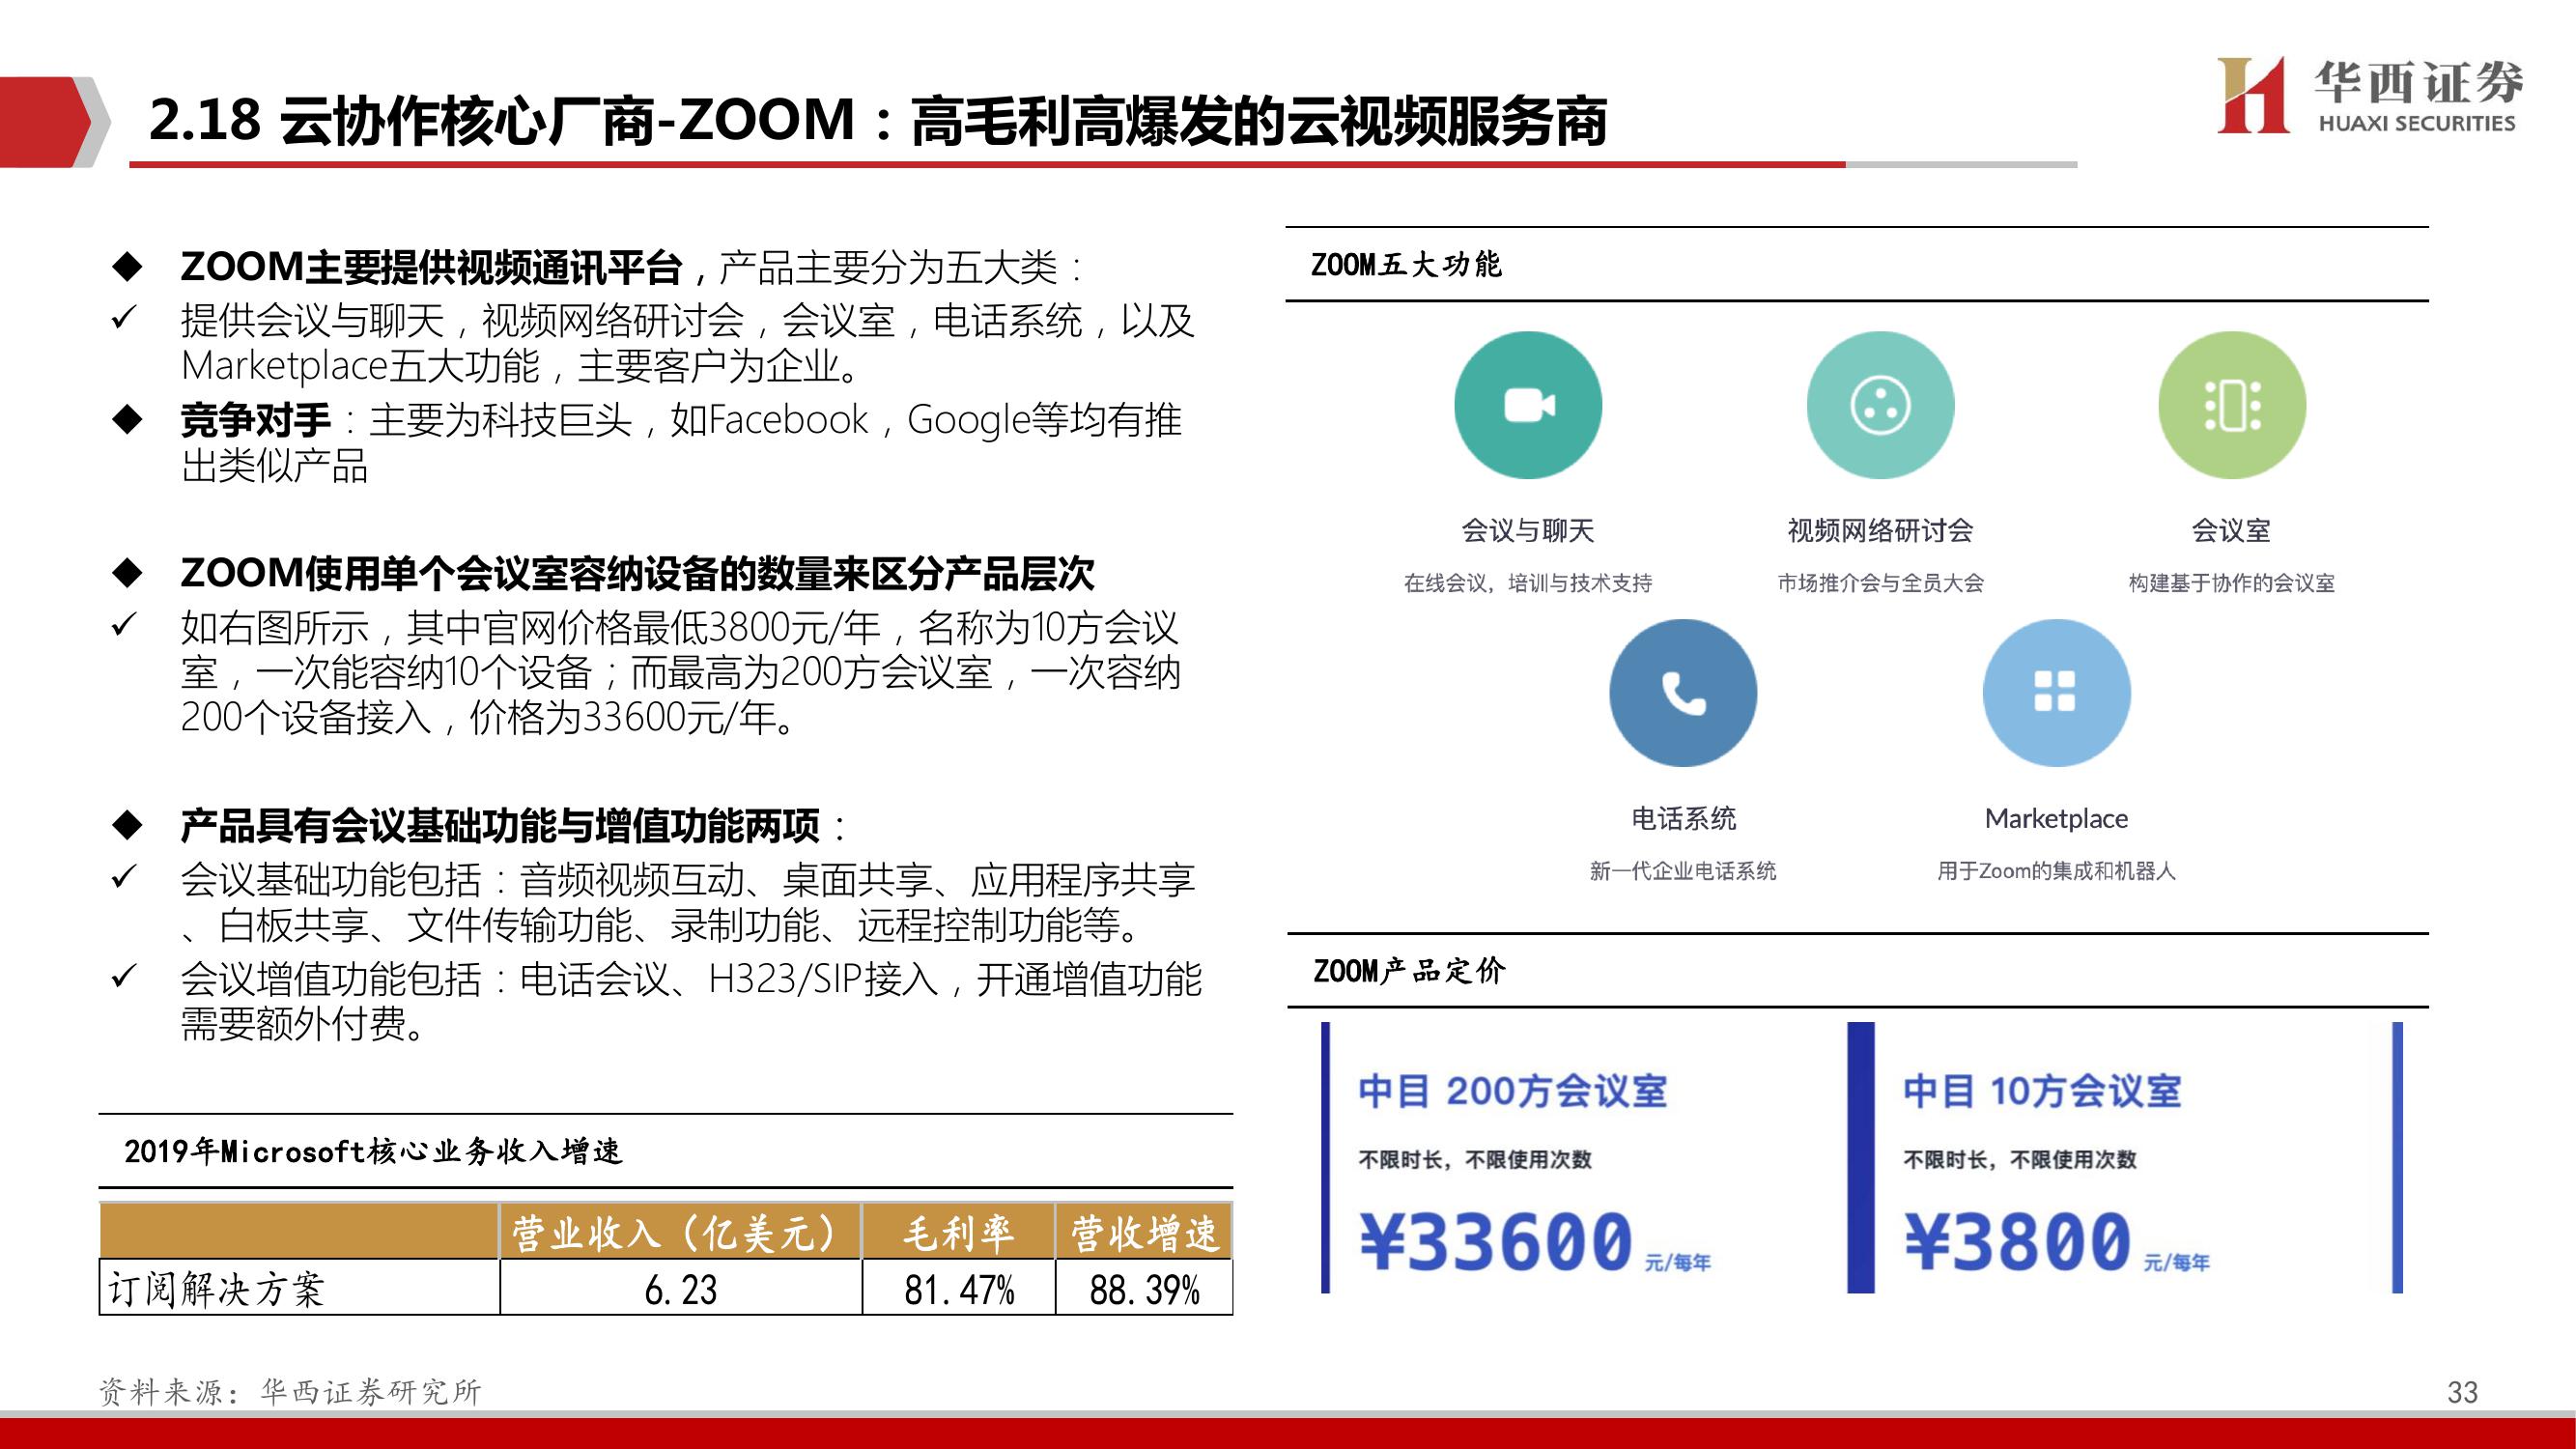 2.18 云协作核心厂商-ZOOM：高毛利高爆发的云视频服务商
华西证券
HUAXI SECURITIES
◆ ZOOM主要提供视频通讯平台，产品主要分为五大类：
✓ 提供会议与聊天，视频网络研讨会，会议室，电话系统，以及
Marketplace五大功能，主要客户为企业。
◆ 竞争对手：主要为科技巨头，如Facebook，Google等均有推
出类似产品
◆ ZOOM使用单个会议室容纳设备的数量来区分产品层次
✓ 如右图所示，其中官网价格最低3800元/年，名称为10方会议
室，一次能容纳10个设备；而最高为200方会议室，一次容纳
200个设备接入，价格为33600元/年。
◆ 产品具有会议基础功能与增值功能两项：
✓ 会议基础功能包括：音频视频互动、桌面共享、应用程序共享
、白板共享、文件传输功能、录制功能、远程控制功能等。
✓ 会议增值功能包括：电话会议、H323/SIP接入，开通增值功能
需要额外付费。
2019年Microsoft核心业务收入增速
营业收入（亿美元） 毛利率 营收增速
订阅解决方案 6.23 81.47% 88.39%
ZOOM五大功能
会议与聊天 视频网络研讨会 会议室
在线会议，培训与技术支持 市场推介会与全员大会 构建基于协作的会议室
电话系统 Marketplace
新一代企业电话系统 用于Zoom的集成和机器人
ZOOM产品定价
中目 200方会议室 中目 10方会议室
不限时长，不限使用次数 不限时长，不限使用次数
¥33600 元/每年 ¥3800 元/每年
资料来源：华西证券研究所
33